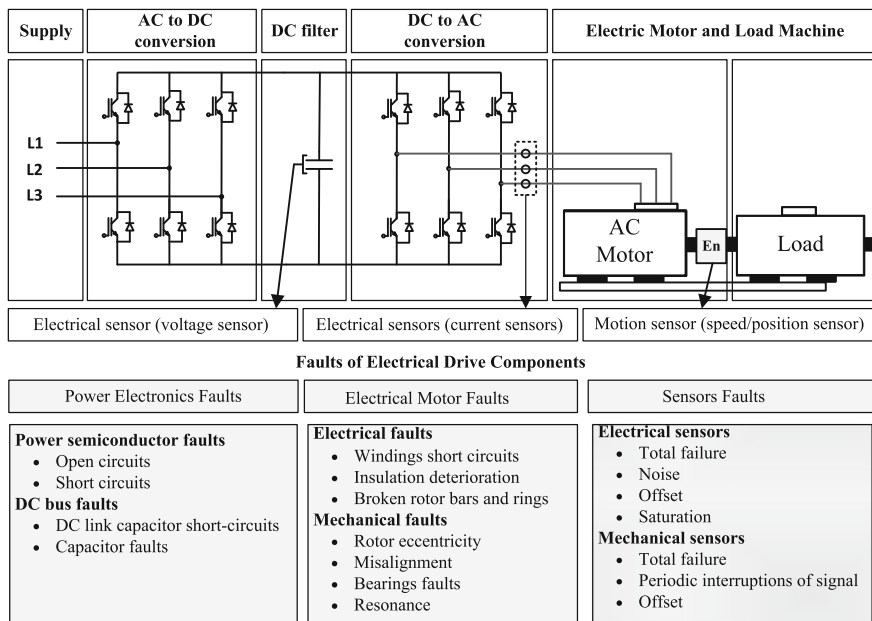 Supply
AC to DC
conversion
DC filter
DC to AC
conversion
Electric Motor and Load Machine
L1
L2
L3
AC
Motor
En
Load
Electrical sensor (voltage sensor)
Electrical sensors (current sensors)
Motion sensor (speed/position sensor)
Faults of Electrical Drive Components
Power Electronics Faults
Power semiconductor faults
• Open circuits
• Short circuits
DC bus faults
• DC link capacitor short-circuits
• Capacitor faults
Electrical Motor Faults
Electrical faults
• Windings short circuits
• Insulation deterioration
• Broken rotor bars and rings
Mechanical faults
• Rotor eccentricity
• Misalignment
• Bearings faults
• Resonance
Sensors Faults
Electrical sensors
• Total failure
• Noise
• Offset
• Saturation
Mechanical sensors
• Total failure
• Periodic interruptions of signal
• Offset